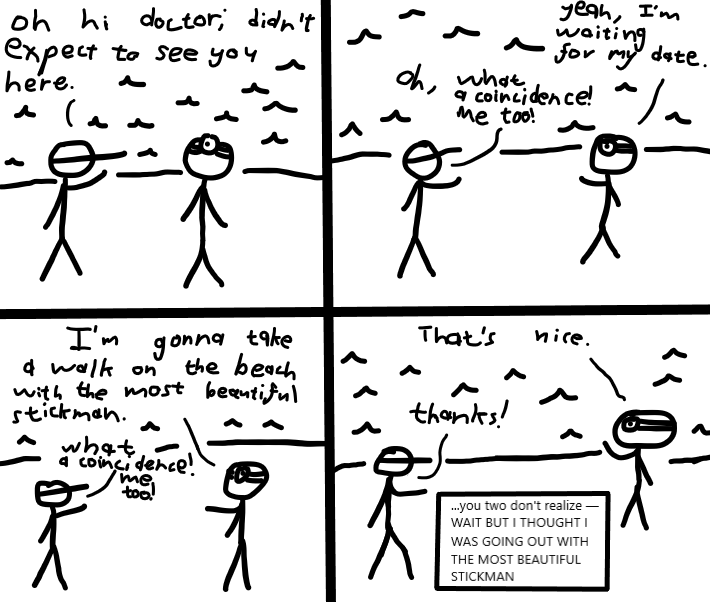 oh hi doctor, didn't
expect to see you
here.
yeah, I'm
waiting
for my date.
Oh, what
a coincidence!
Me too!
I'm gonna take
a walk on the beach
with the most beautiful
stickman.
what
a coincidence!
me
too!
That's nice.
thanks!
...you two don't realize —
WAIT BUT I THOUGHT I
WAS GOING OUT WITH
THE MOST BEAUTIFUL
STICKMAN